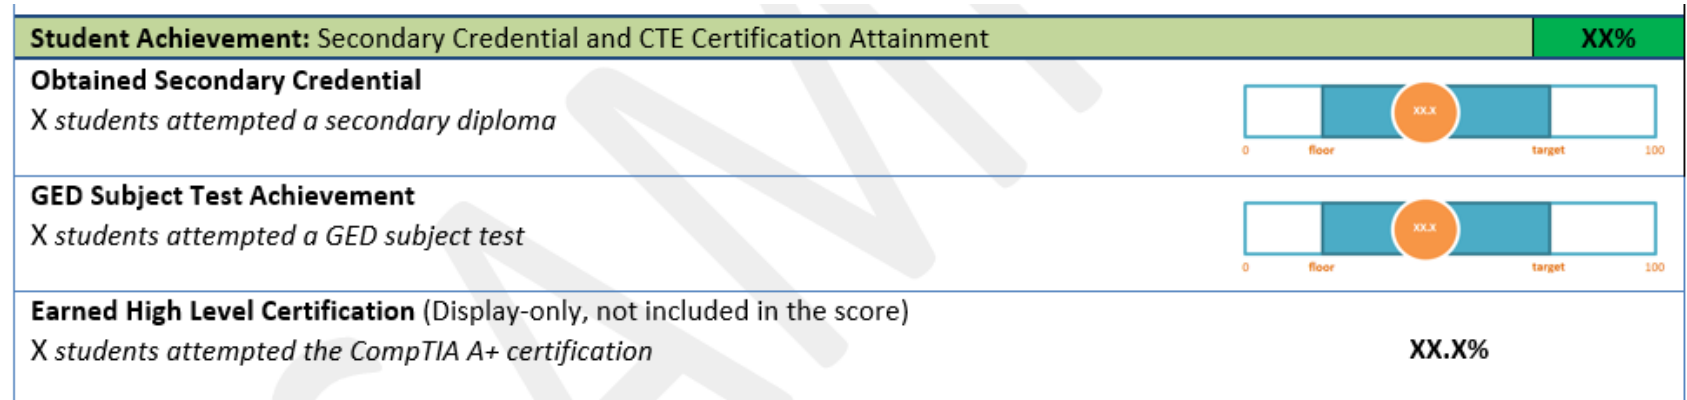 Student Achievement: Secondary Credential and CTE Certification Attainment XX%
Obtained Secondary Credential
X students attempted a secondary diploma
xx.x
0 floor target 100
GED Subject Test Achievement
X students attempted a GED subject test
xx.x
0 floor target 100
Earned High Level Certification (Display-only, not included in the score)
X students attempted the CompTIA A+ certification
XX.X%